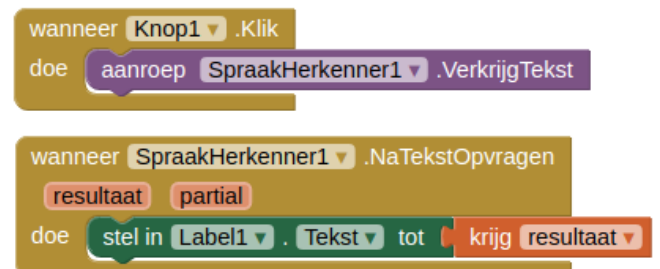 wanneer Knop1 .Klik
doe aanroep SpraakHerkenner1 .VerkrijgTekst
wanneer SpraakHerkenner1 .NaTekstOpvragen
resultaat partial
doe stel in Label1 . Tekst tot krijg resultaat